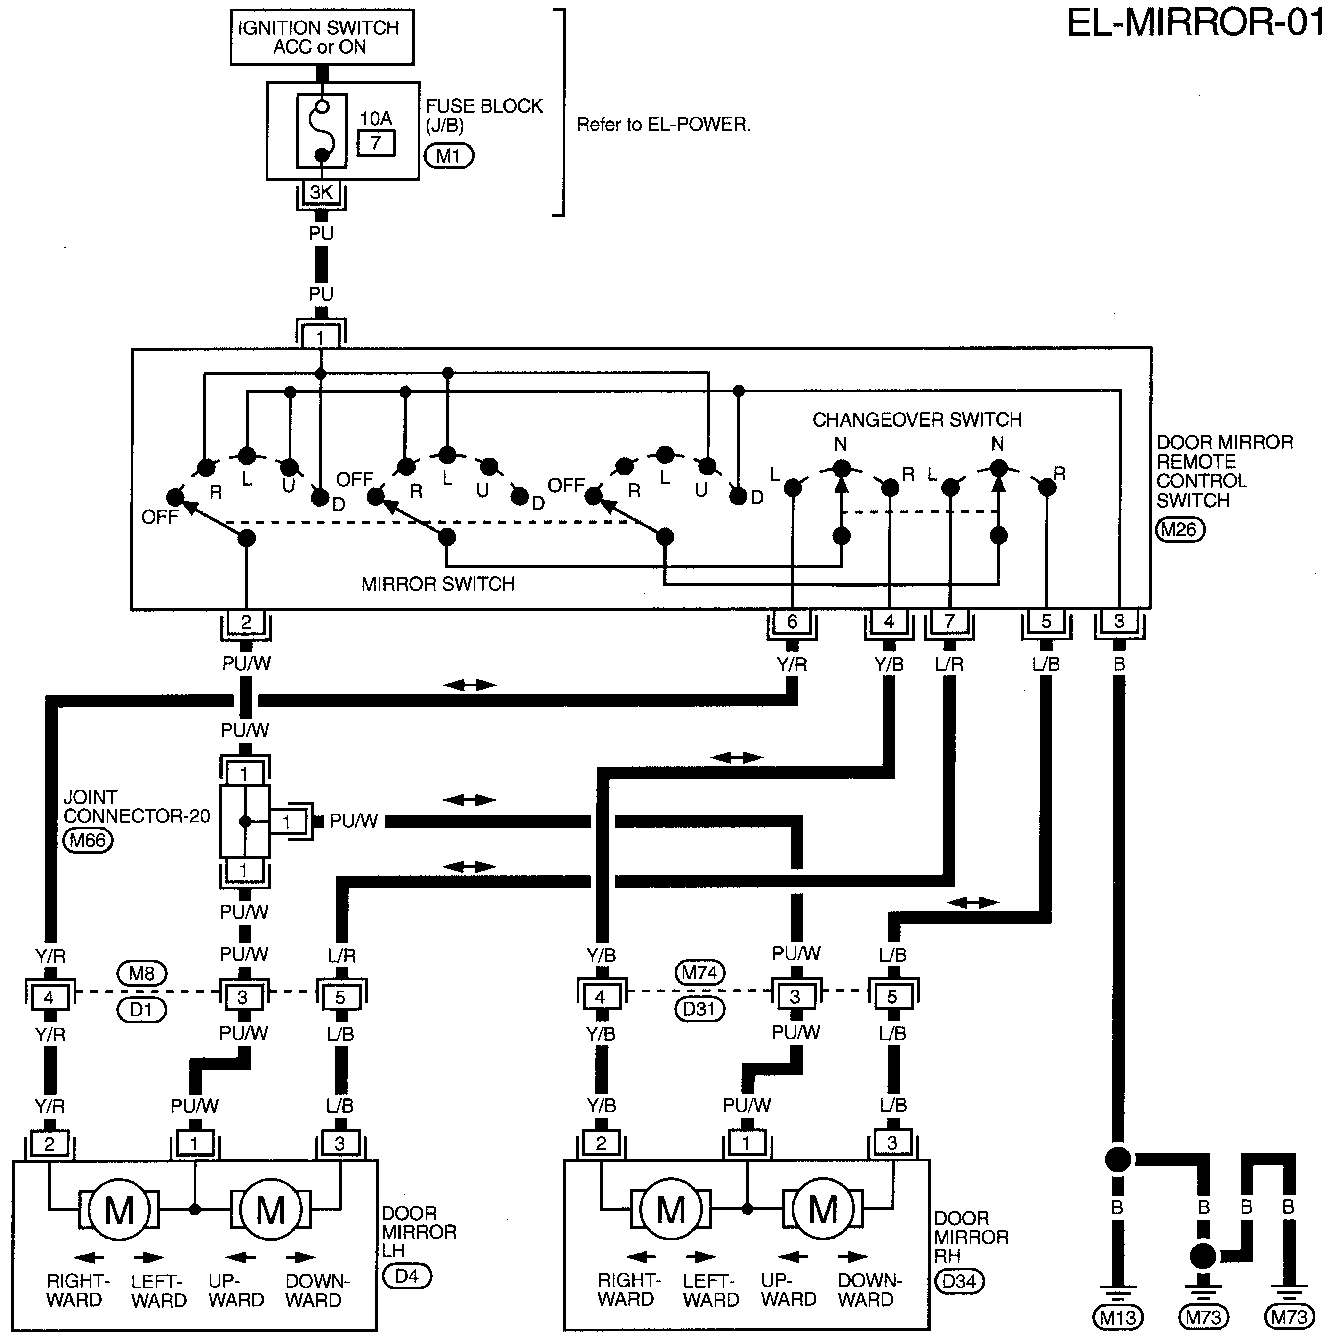 EL-MIRROR-01
IGNITION SWITCH
ACC or ON
FUSE BLOCK
(J/B)
M1
10A
7
3K
Refer to EL-POWER.
PU
PU
1
CHANGEOVER SWITCH
N N
L R L R
OFF R L U D
OFF R L U D
OFF R L U D
MIRROR SWITCH
DOOR MIRROR
REMOTE
CONTROL
SWITCH
M26
2 6 4 7 5 3
PU/W Y/R Y/B L/R L/B B
PU/W
1
JOINT
CONNECTOR-20
M66
1 PU/W
1
PU/W
Y/R PU/W L/R Y/B PU/W L/B
M8 M74
4 3 5 4 3 5
D1 D31
Y/R PU/W L/B Y/B PU/W L/B
Y/R PU/W L/B Y/B PU/W L/B
2 1 3 2 1 3
M M M M
DOOR
MIRROR
LH
D4
DOOR
MIRROR
RH
D34
RIGHT-
WARD
LEFT-
WARD
UP-
WARD
DOWN-
WARD
RIGHT-
WARD
LEFT-
WARD
UP-
WARD
DOWN-
WARD
B B B B
M13 M73 M73